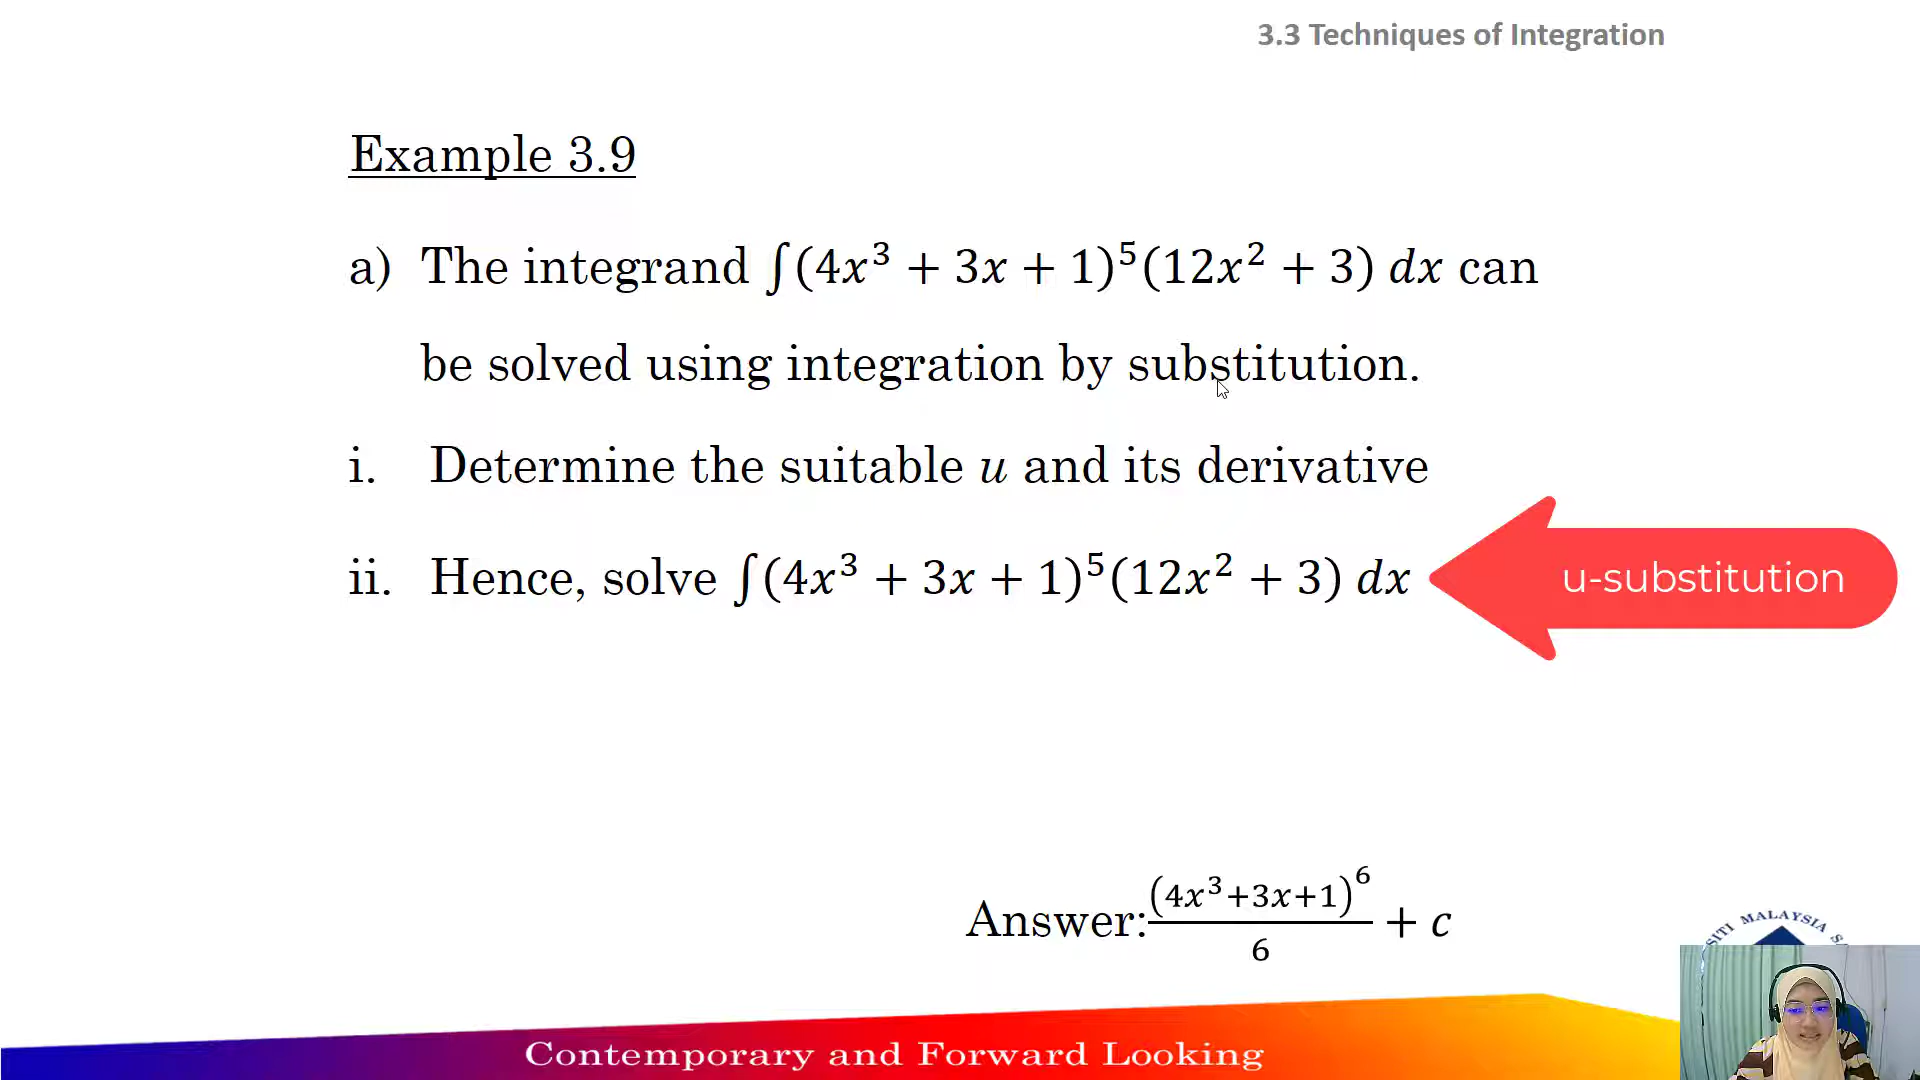 3.3 Techniques of Integration
Example 3.9
a) The integrand ∫(4x³ + 3x + 1)⁵(12x² + 3) dx can
be solved using integration by substitution.
i. Determine the suitable u and its derivative
ii. Hence, solve ∫(4x³ + 3x + 1)⁵(12x² + 3) dx
u-substitution
Answer: (4x³+3x+1)⁶/6 + c
MALAYSIA
Contemporary and Forward Looking